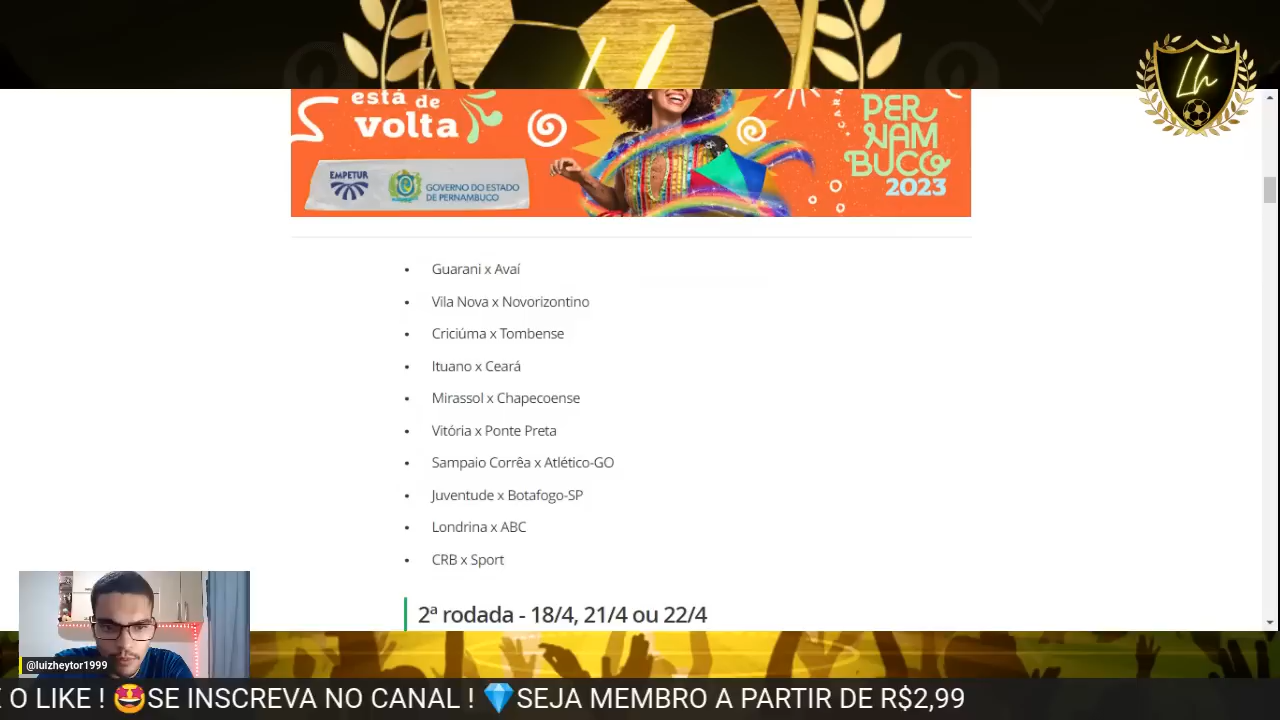 Lh
está de
volta
EMPETUR
GOVERNO DO ESTADO
DE PERNAMBUCO
PER
NAM
BUCO
2023
Guarani x Avaí
Vila Nova x Novorizontino
Criciúma x Tombense
Ituano x Ceará
Mirassol x Chapecoense
Vitória x Ponte Preta
Sampaio Corrêa x Atlético-GO
Juventude x Botafogo-SP
Londrina x ABC
CRB x Sport
2ª rodada - 18/4, 21/4 ou 22/4
@luizheytor1999
O LIKE ! 🤩SE INSCREVA NO CANAL ! 💎SEJA MEMBRO A PARTIR DE R$2,99